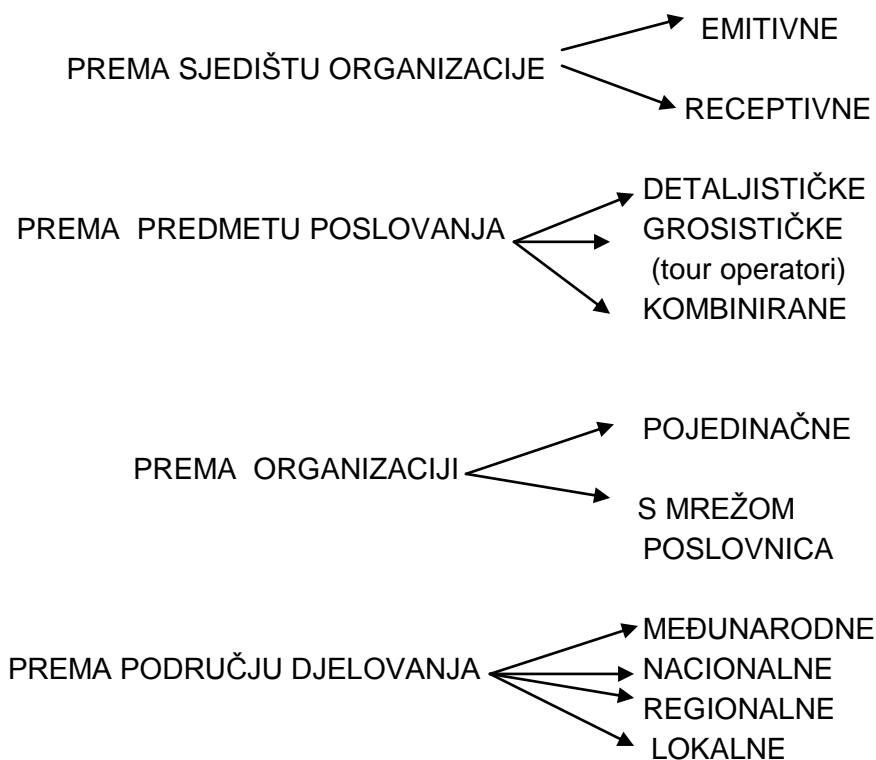 PREMA SJEDIŠTU ORGANIZACIJE
EMITIVNE
RECEPTIVNE
PREMA PREDMETU POSLOVANJA
DETALJISTIČKE
GROSISTIČKE
(tour operatori)
KOMBINIRANE
PREMA ORGANIZACIJI
POJEDINAČNE
S MREŽOM
POSLOVNICA
PREMA PODRUČJU DJELOVANJA
MEĐUNARODNE
NACIONALNE
REGIONALNE
LOKALNE